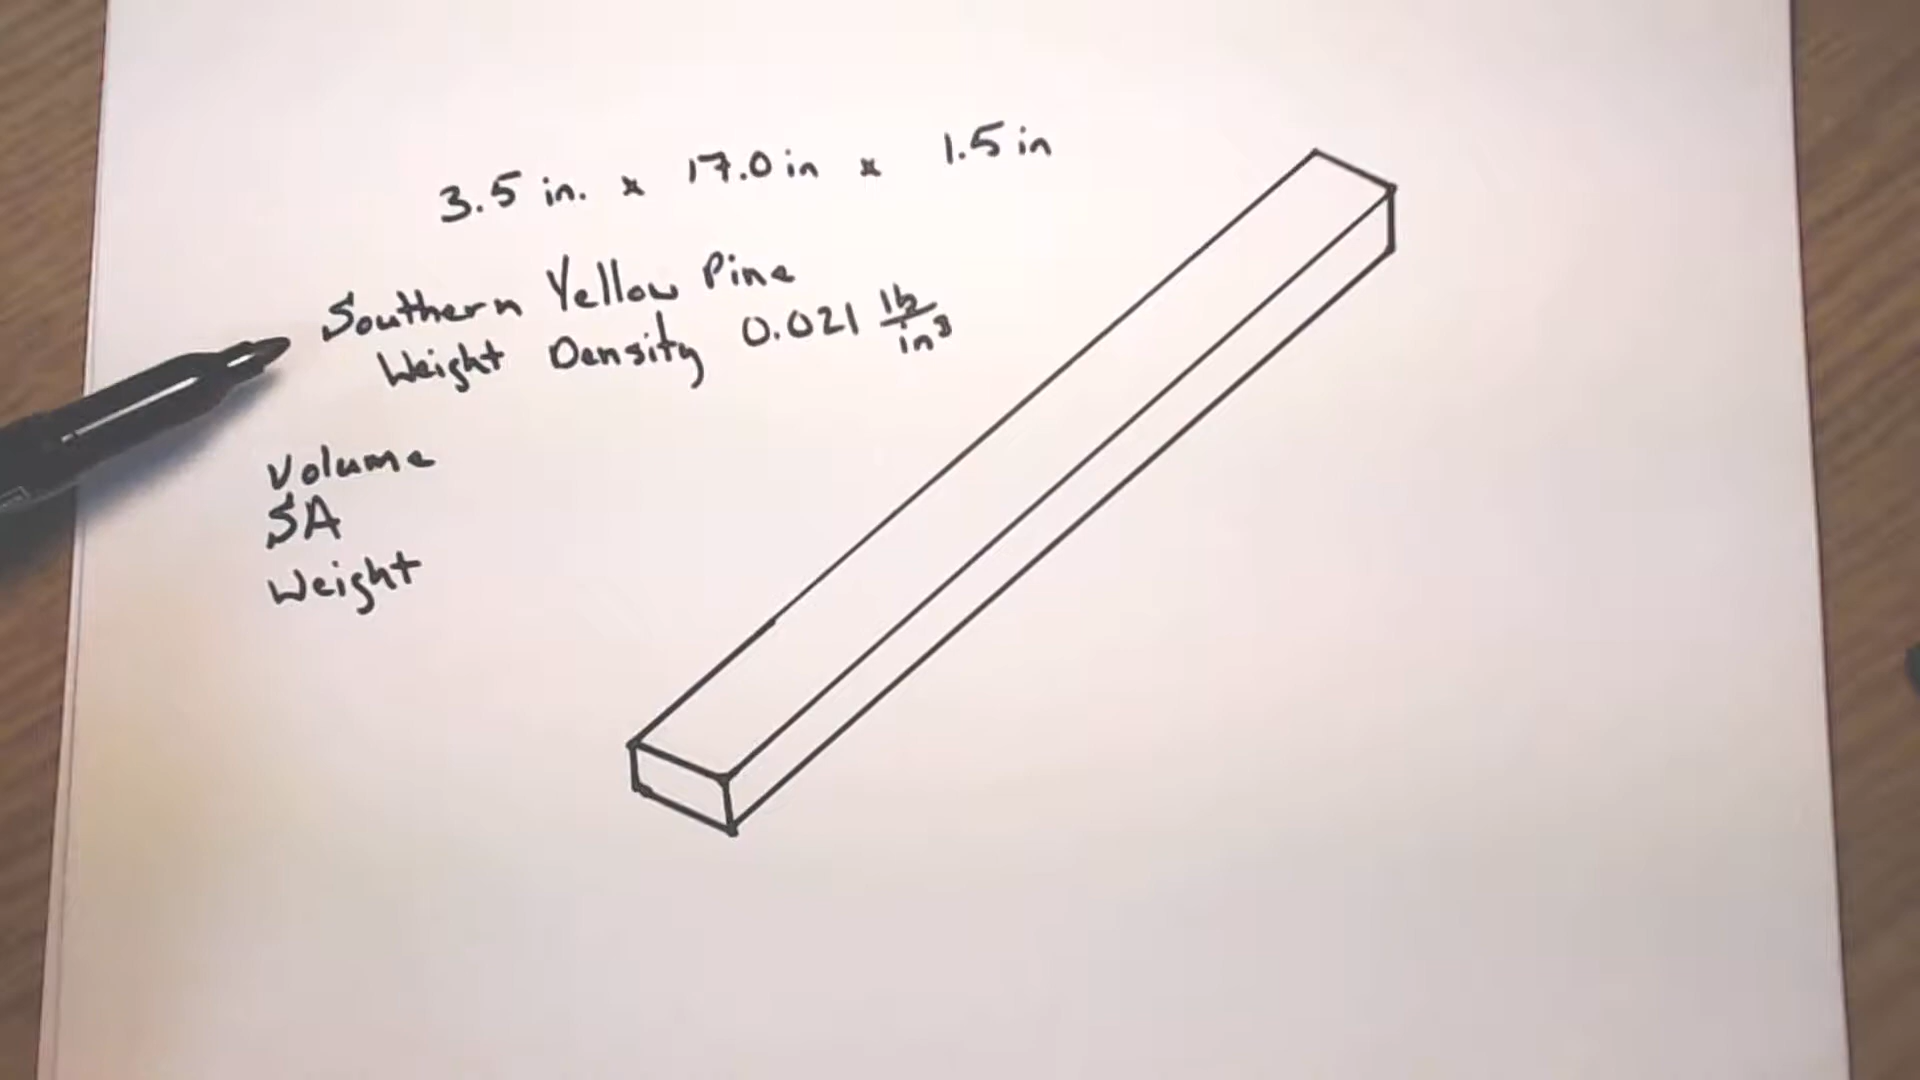 3.5 in. x 17.0 in x 1.5 in
Southern Yellow Pine
Weight Density 0.021 lb/in³
Volume
SA
Weight